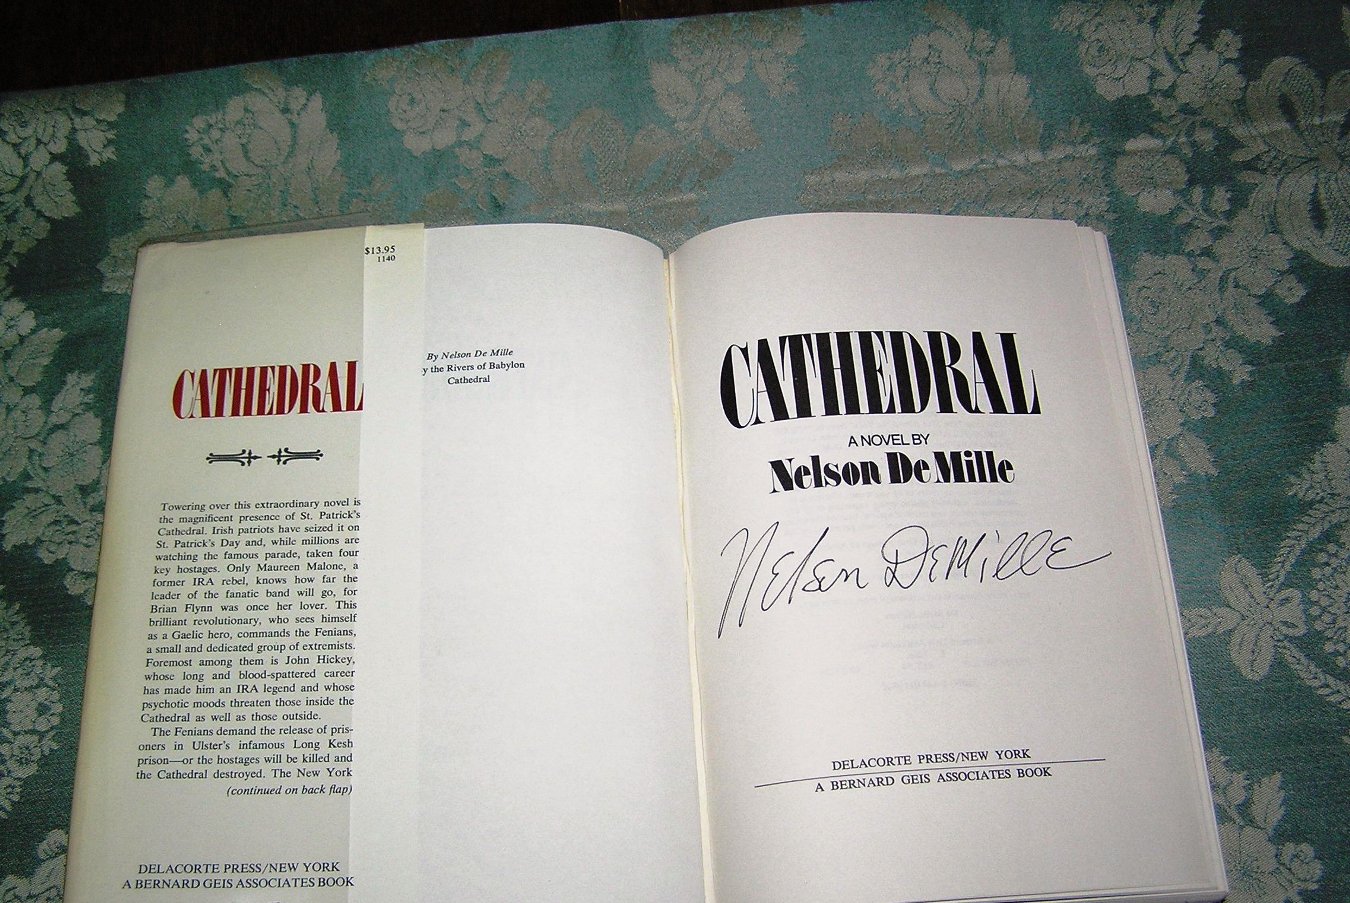 $13.95
1140
CATHEDRAL
Towering over this extraordinary novel is
the magnificent presence of St. Patrick's
Cathedral. Irish patriots have seized it on
St. Patrick's Day and, while millions are
watching the famous parade, taken four
key hostages. Only Maureen Malone, a
former IRA rebel, knows how far the
leader of the fanatic band will go, for
Brian Flynn was once her lover. This
brilliant revolutionary, who sees himself
as a Gaelic hero, commands the Fenians,
a small and dedicated group of extremists.
Foremost among them is John Hickey,
whose long and blood-spattered career
has made him an IRA legend and whose
psychotic moods threaten those inside the
Cathedral as well as those outside.
The Fenians demand the release of pris-
oners in Ulster's infamous Long Kesh
prison—or the hostages will be killed and
the Cathedral destroyed. The New York
(continued on back flap)
DELACORTE PRESS/NEW YORK
A BERNARD GEIS ASSOCIATES BOOK
By Nelson De Mille
y the Rivers of Babylon
Cathedral
CATHEDRAL
A NOVEL BY
Nelson De Mille
Nelson DeMille
DELACORTE PRESS/NEW YORK
A BERNARD GEIS ASSOCIATES BOOK